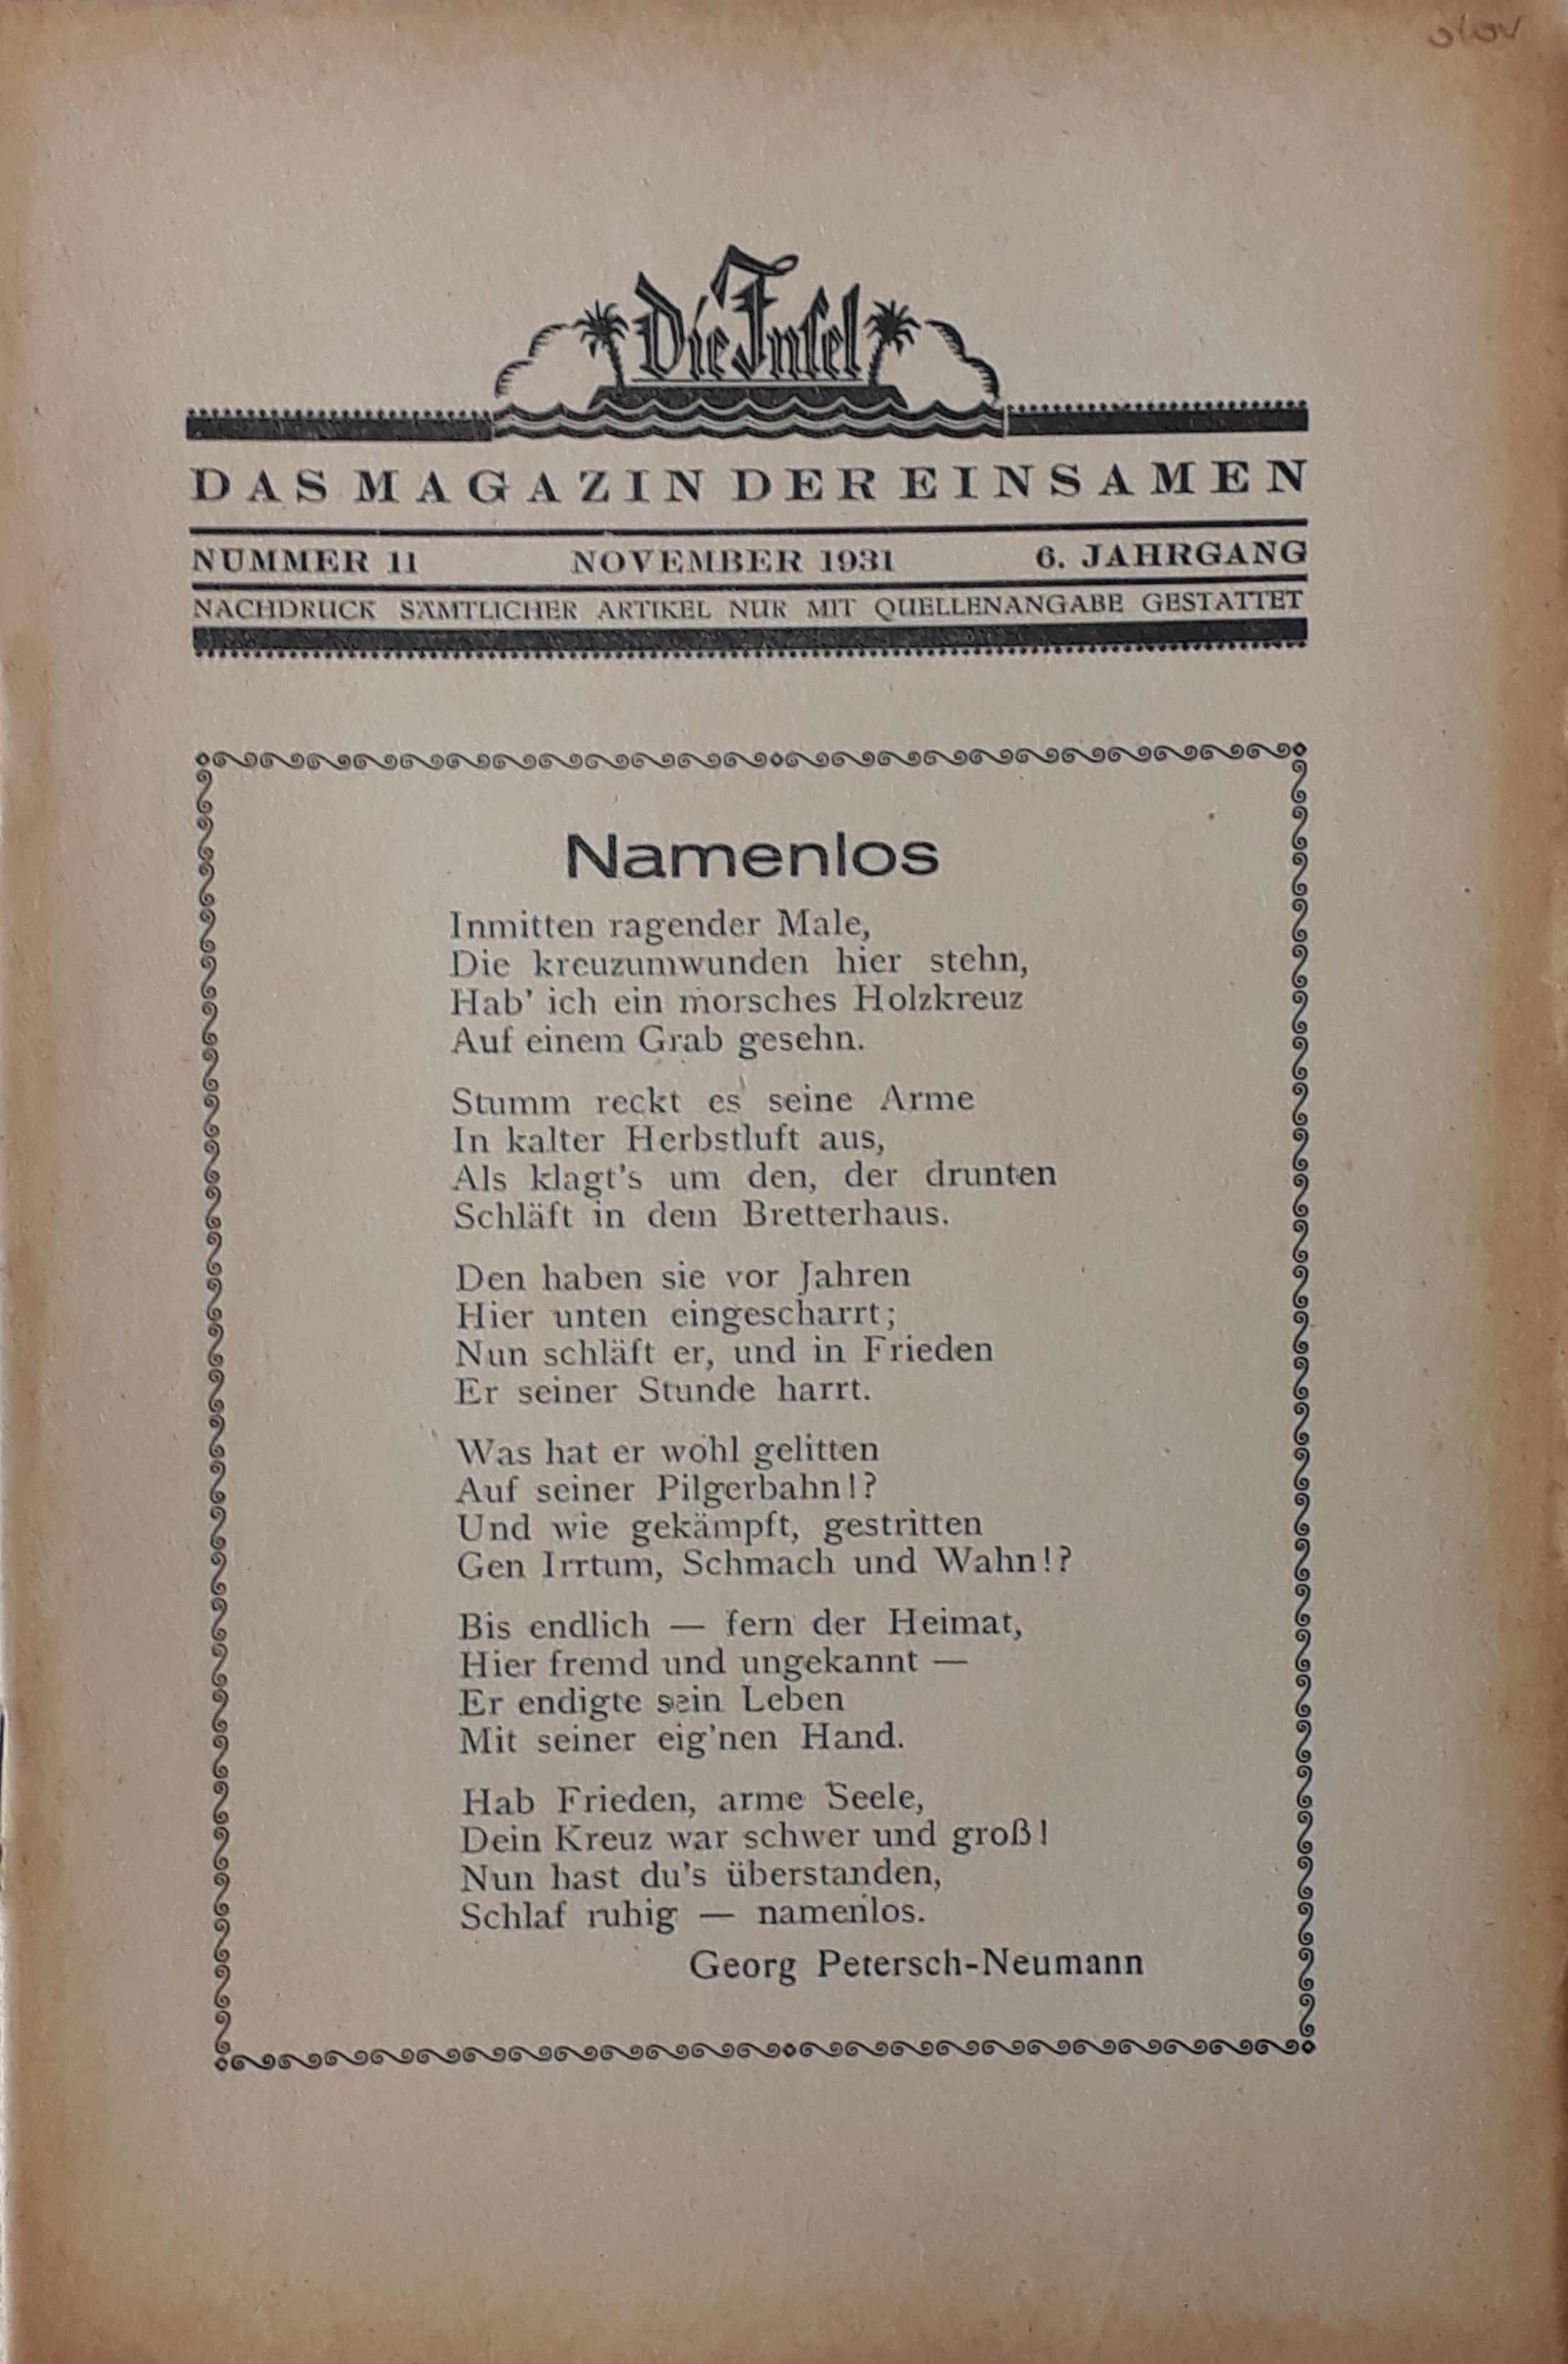 Die Insel
DAS MAGAZIN DER EINSAMEN
NUMMER 11 NOVEMBER 1931 6. JAHRGANG
NACHDRUCK SÄMTLICHER ARTIKEL NUR MIT QUELLENANGABE GESTATTET
Namenlos
Inmitten ragender Male,
Die kreuzumwunden hier stehn,
Hab' ich ein morsches Holzkreuz
Auf einem Grab gesehn.
Stumm reckt es seine Arme
In kalter Herbstluft aus,
Als klagt's um den, der drunten
Schläft in dem Bretterhaus.
Den haben sie vor Jahren
Hier unten eingescharrt;
Nun schläft er, und in Frieden
Er seiner Stunde harrt.
Was hat er wohl gelitten
Auf seiner Pilgerbahn!?
Und wie gekämpft, gestritten
Gen Irrtum, Schmach und Wahn!?
Bis endlich — fern der Heimat,
Hier fremd und ungekannt —
Er endigte sein Leben
Mit seiner eig'nen Hand.
Hab Frieden, arme Seele,
Dein Kreuz war schwer und groß!
Nun hast du's überstanden,
Schlaf ruhig — namenlos.
Georg Petersch-Neumann